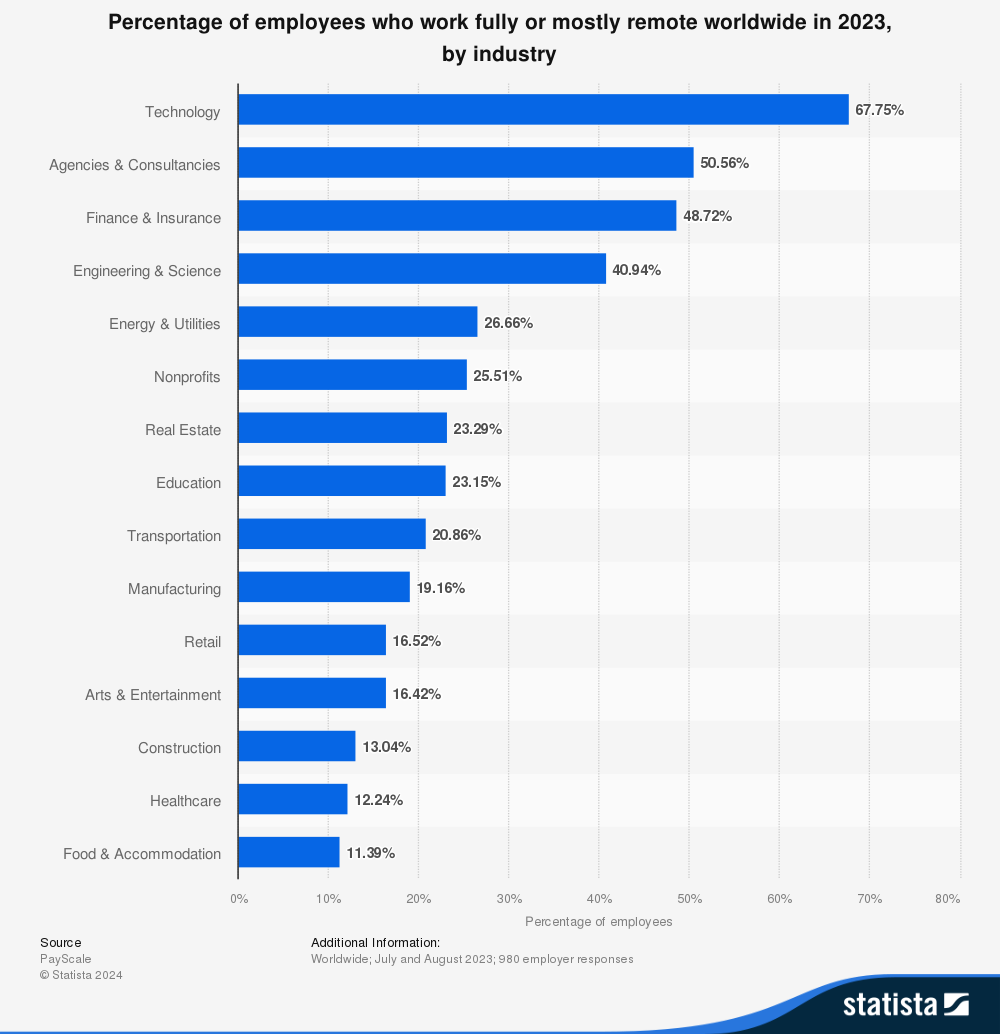 Percentage of employees who work fully or mostly remote worldwide in 2023,
by industry
Technology 67.75%
Agencies & Consultancies 50.56%
Finance & Insurance 48.72%
Engineering & Science 40.94%
Energy & Utilities 26.66%
Nonprofits 25.51%
Real Estate 23.29%
Education 23.15%
Transportation 20.86%
Manufacturing 19.16%
Retail 16.52%
Arts & Entertainment 16.42%
Construction 13.04%
Healthcare 12.24%
Food & Accommodation 11.39%
0% 10% 20% 30% 40% 50% 60% 70% 80%
Percentage of employees
Source
PayScale
© Statista 2024
Additional Information:
Worldwide; July and August 2023; 980 employer responses
statista